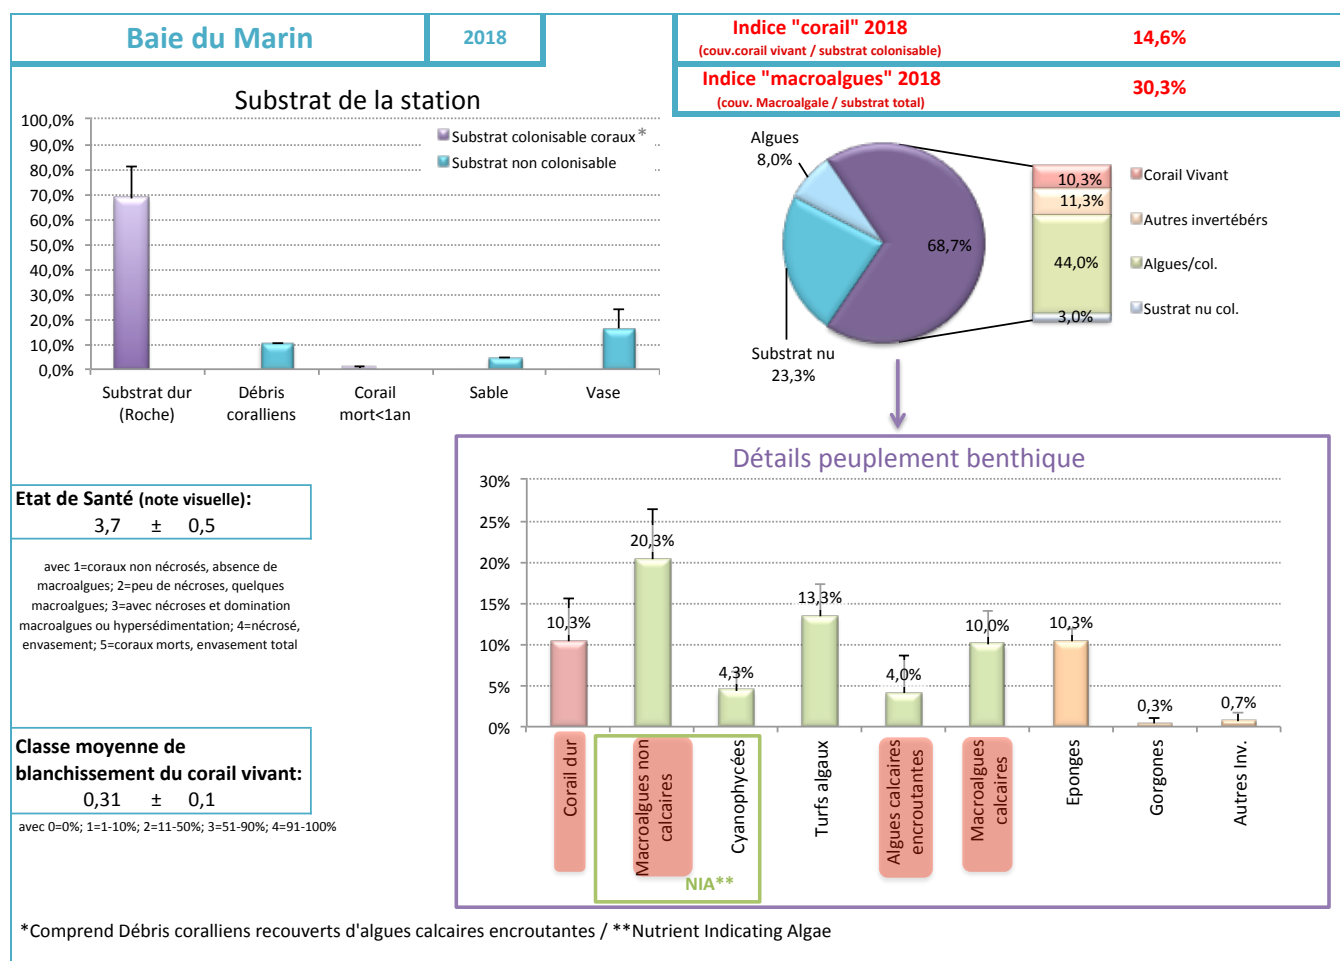 Baie du Marin
2018
Indice "corail" 2018
(couv.corail vivant / substrat colonisable)
14,6%
Indice "macroalgues" 2018
(couv. Macroalgale / substrat total)
30,3%
Substrat de la station
100,0%
90,0%
80,0%
70,0%
60,0%
50,0%
40,0%
30,0%
20,0%
10,0%
0,0%
Substrat colonisable coraux*
Substrat non colonisable
Substrat dur
(Roche)
Débris
coralliens
Corail
mort<1an
Sable
Vase
Algues
8,0%
68,7%
Substrat nu
23,3%
10,3%
11,3%
44,0%
3,0%
Corail Vivant
Autres invertébérs
Algues/col.
Sustrat nu col.
Etat de Santé (note visuelle):
3,7 ± 0,5
avec 1=coraux non nécrosés, absence de
macroalgues; 2=peu de nécroses, quelques
macroalgues; 3=avec nécroses et domination
macroalgues ou hypersédimentation; 4=nécrosé,
envasement; 5=coraux morts, envasement total
Classe moyenne de
blanchissement du corail vivant:
0,31 ± 0,1
avec 0=0%; 1=1-10%; 2=11-50%; 3=51-90%; 4=91-100%
Détails peuplement benthique
30%
25%
20%
15%
10%
5%
0%
10,3%
20,3%
4,3%
13,3%
4,0%
10,0%
10,3%
0,3%
0,7%
Corail dur
Macroalgues non
calcaires
Cyanophycées
Turfs algaux
Algues calcaires
encroutantes
Macroalgues
calcaires
Eponges
Gorgones
Autres Inv.
NIA**
*Comprend Débris coralliens recouverts d'algues calcaires encroutantes / **Nutrient Indicating Algae